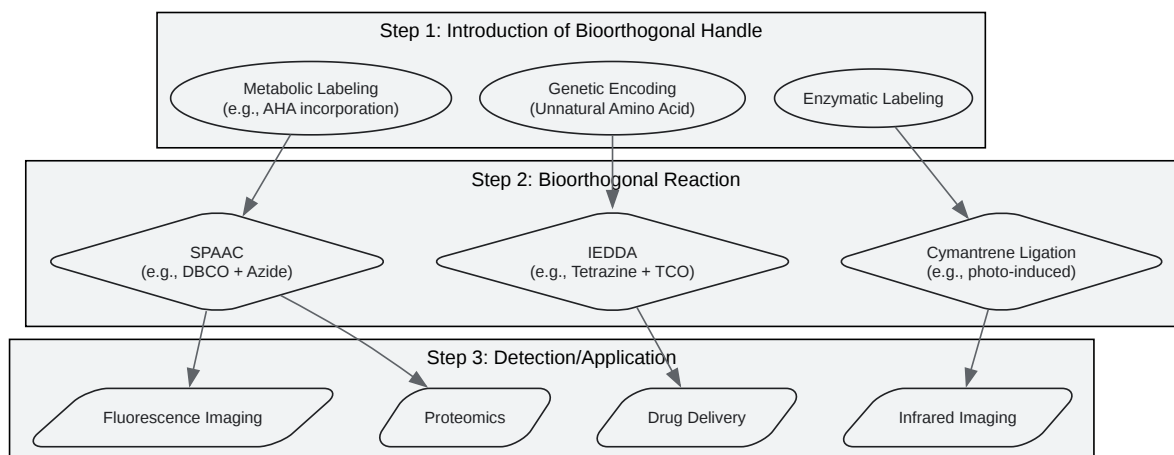 Step 1: Introduction of Bioorthogonal Handle
Metabolic Labeling
(e.g., AHA incorporation)
Genetic Encoding
(Unnatural Amino Acid)
Enzymatic Labeling
Step 2: Bioorthogonal Reaction
SPAAC
(e.g., DBCO + Azide)
IEDDA
(e.g., Tetrazine + TCO)
Cymantrene Ligation
(e.g., photo-induced)
Step 3: Detection/Application
Fluorescence Imaging
Proteomics
Drug Delivery
Infrared Imaging